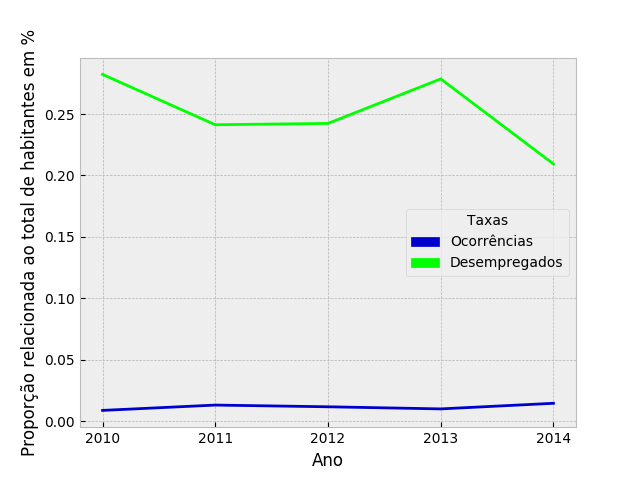 Proporção relacionada ao total de habitantes em %
0.25
0.20
0.15
0.10
0.05
0.00
Taxas
Ocorrências
Desempregados
2010 2011 2012 2013 2014
Ano